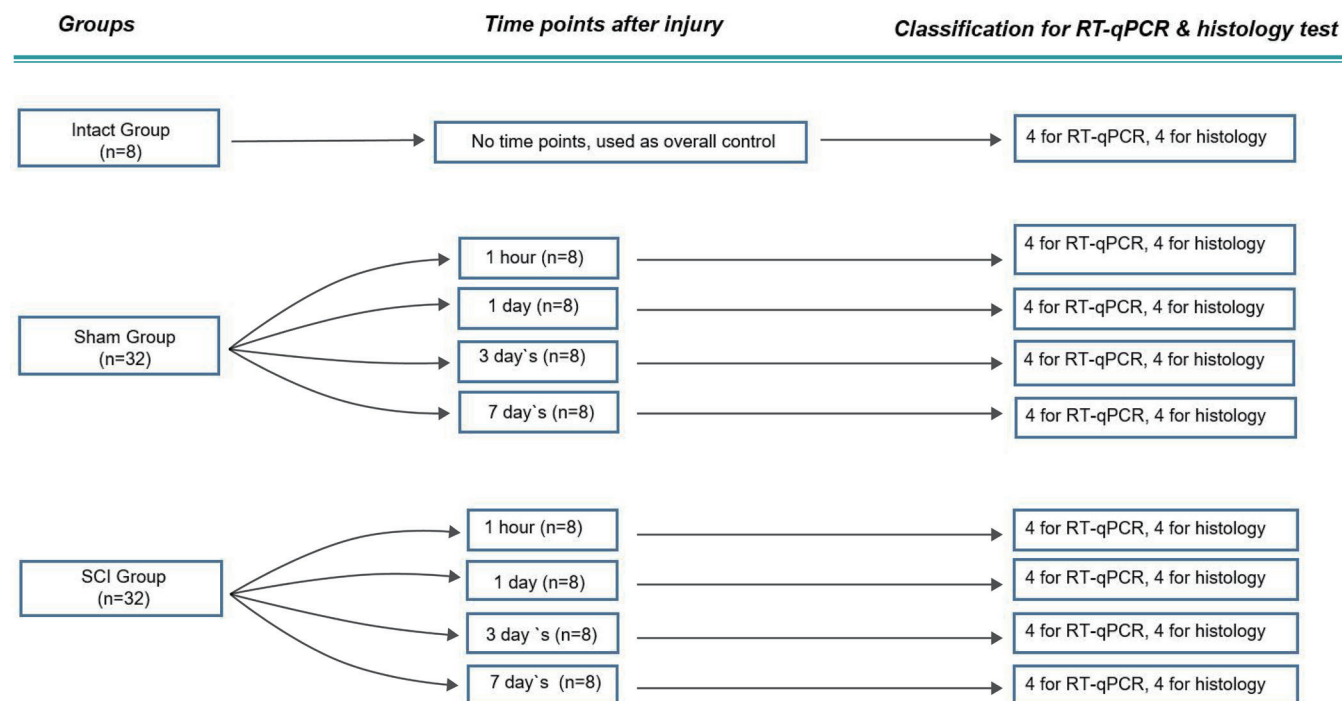 Groups
Time points after injury
Classification for RT-qPCR & histology test
Intact Group
(n=8)
No time points, used as overall control
4 for RT-qPCR, 4 for histology
Sham Group
(n=32)
1 hour (n=8)
4 for RT-qPCR, 4 for histology
1 day (n=8)
4 for RT-qPCR, 4 for histology
3 day`s (n=8)
4 for RT-qPCR, 4 for histology
7 day`s (n=8)
4 for RT-qPCR, 4 for histology
SCI Group
(n=32)
1 hour (n=8)
4 for RT-qPCR, 4 for histology
1 day (n=8)
4 for RT-qPCR, 4 for histology
3 day `s (n=8)
4 for RT-qPCR, 4 for histology
7 day`s (n=8)
4 for RT-qPCR, 4 for histology